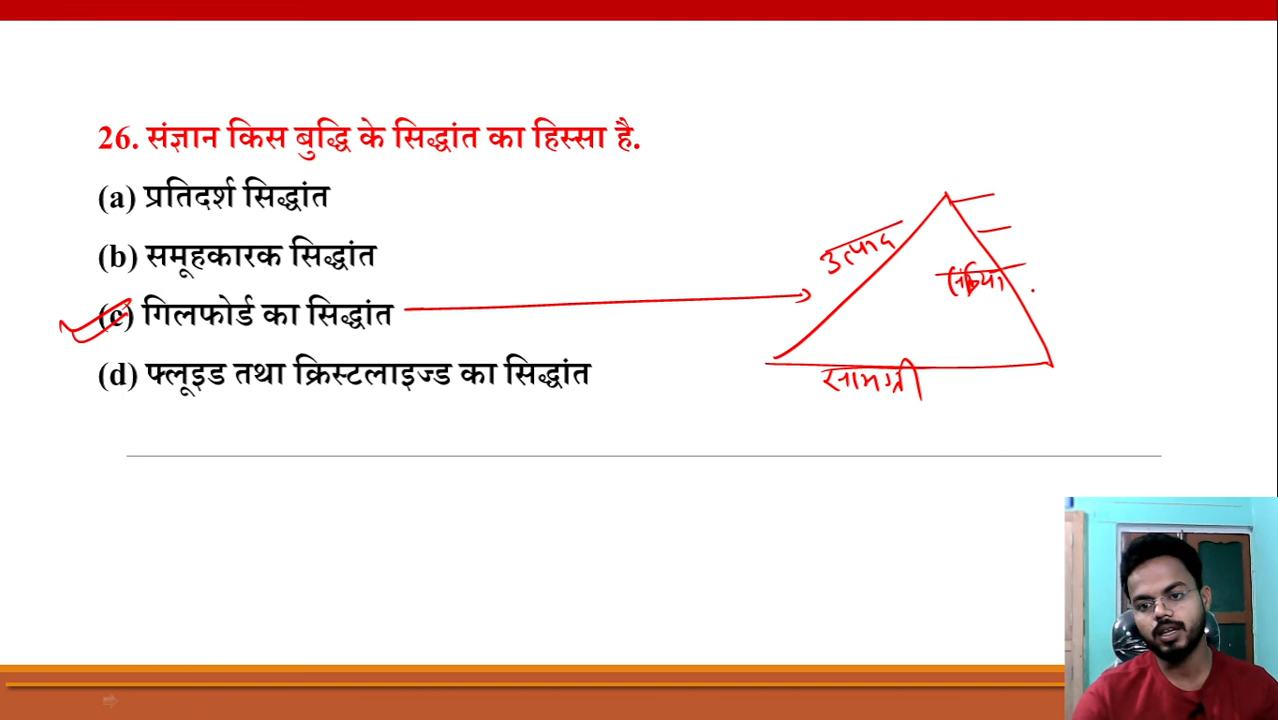 26. संज्ञान किस बुद्धि के सिद्धांत का हिस्सा है.
(a) प्रतिदर्श सिद्धांत
(b) समूहकारक सिद्धांत
(c) गिलफोर्ड का सिद्धांत
(d) फ्लूइड तथा क्रिस्टलाइज्ड का सिद्धांत
उत्पाद
सामग्री